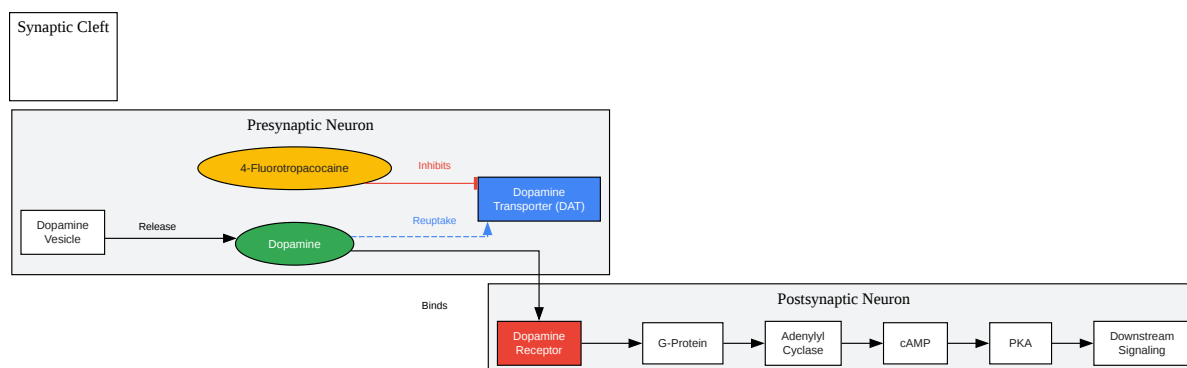 Synaptic Cleft
Presynaptic Neuron
4-Fluorotropacocaine
Inhibits
Dopamine
Transporter (DAT)
Reuptake
Dopamine
Vesicle
Release
Dopamine
Binds
Postsynaptic Neuron
Dopamine
Receptor
G-Protein
Adenylyl
Cyclase
cAMP
PKA
Downstream
Signaling